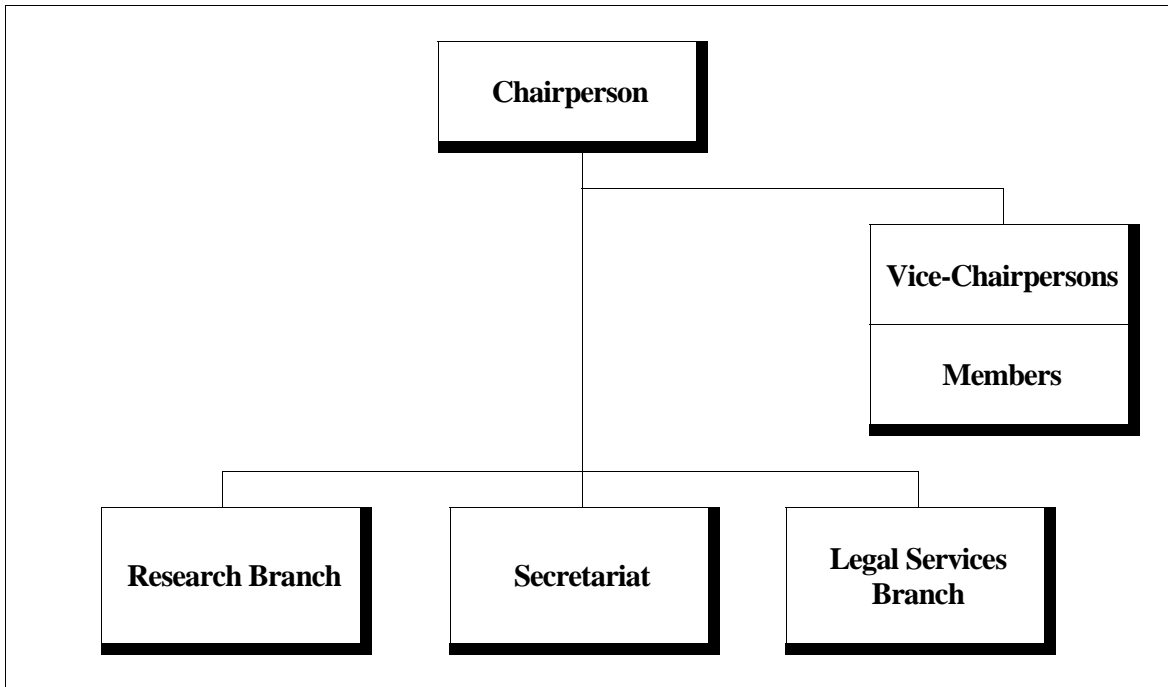 Chairperson
Vice-Chairpersons
Members
Research Branch
Secretariat
Legal Services
Branch